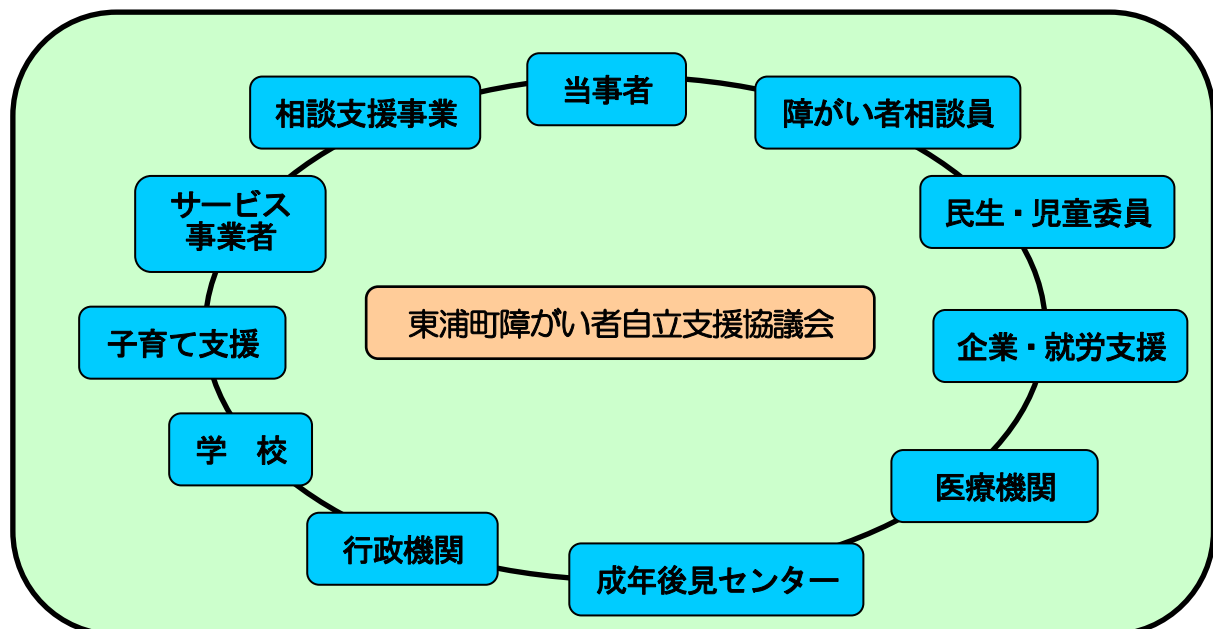 当事者
相談支援事業
障がい者相談員
サービス
事業者
民生・児童委員
東浦町障がい者自立支援協議会
子育て支援
企業・就労支援
学　校
医療機関
行政機関
成年後見センター